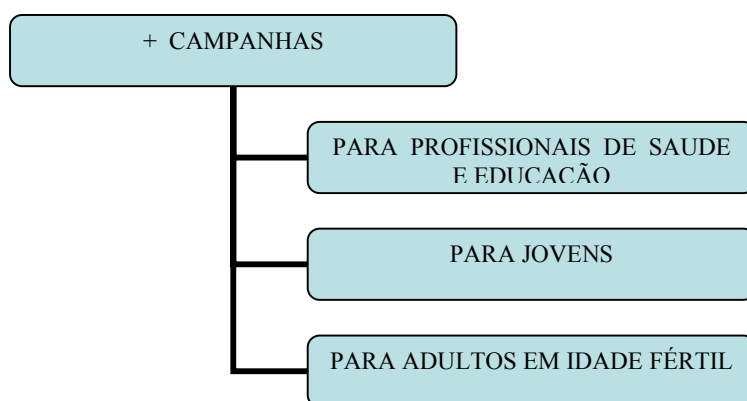 + CAMPANHAS
PARA PROFISSIONAIS DE SAUDE
E EDUCAÇÃO
PARA JOVENS
PARA ADULTOS EM IDADE FÉRTIL